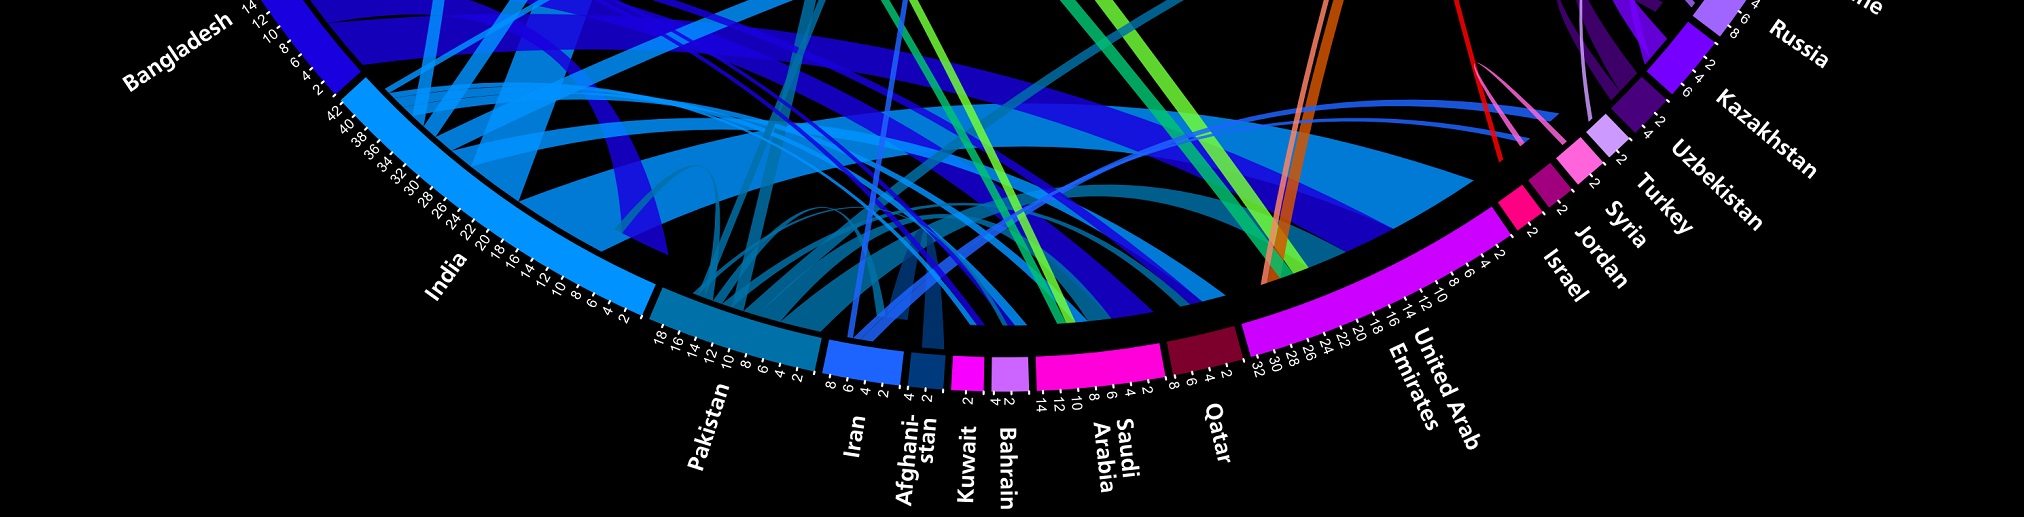 14 12 10 8 6 4 2
Bangladesh
42 40 38 36 34 32 30 28 26 24 22 20 18 16 14 12 10 8 6 4 2
India
18 16 14 12 10 8 6 4 2
Pakistan
8 6 4 2
Iran
4 2
Afghani-
stan
2
Kuwait
4 2
Bahrain
14 12 10 8 6 4 2
Saudi
Arabia
8 6 4 2
Qatar
32 30 28 26 24 22 20 18 16 14 12 10 8 6 4 2
United Arab
Emirates
2
Israel
2
Jordan
2
Syria
2
Turkey
4 2
Uzbekistan
6 4 2
Kazakhstan
8 6 4
Russia